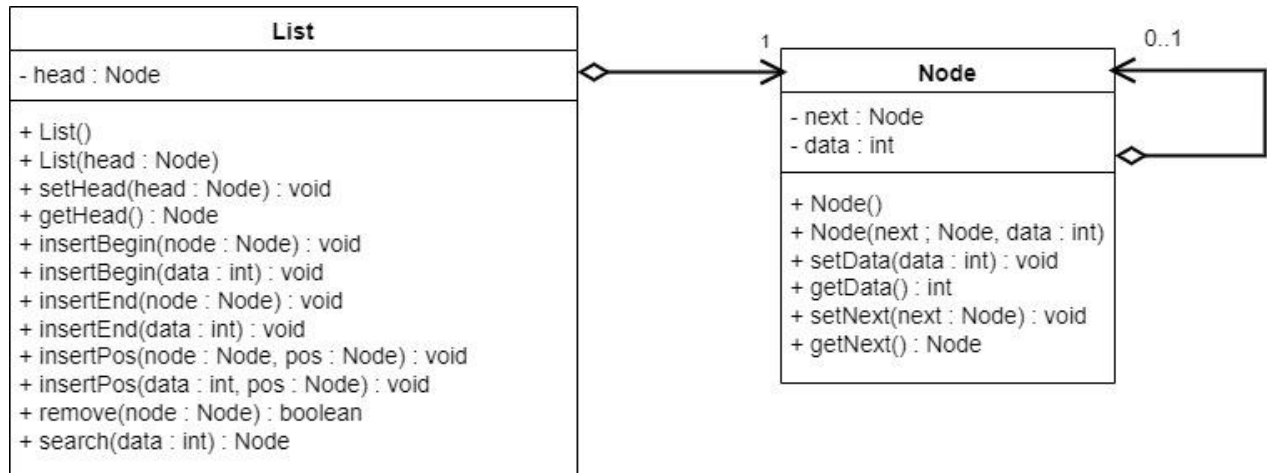 List
- head : Node
+ List()
+ List(head : Node)
+ setHead(head : Node) : void
+ getHead() : Node
+ insertBegin(node : Node) : void
+ insertBegin(data : int) : void
+ insertEnd(node : Node) : void
+ insertEnd(data : int) : void
+ insertPos(node : Node, pos : Node) : void
+ insertPos(data : int, pos : Node) : void
+ remove(node : Node) : boolean
+ search(data : int) : Node
1
0..1
Node
- next : Node
- data : int
+ Node()
+ Node(next ; Node, data : int)
+ setData(data : int) : void
+ getData() : int
+ setNext(next : Node) : void
+ getNext() : Node